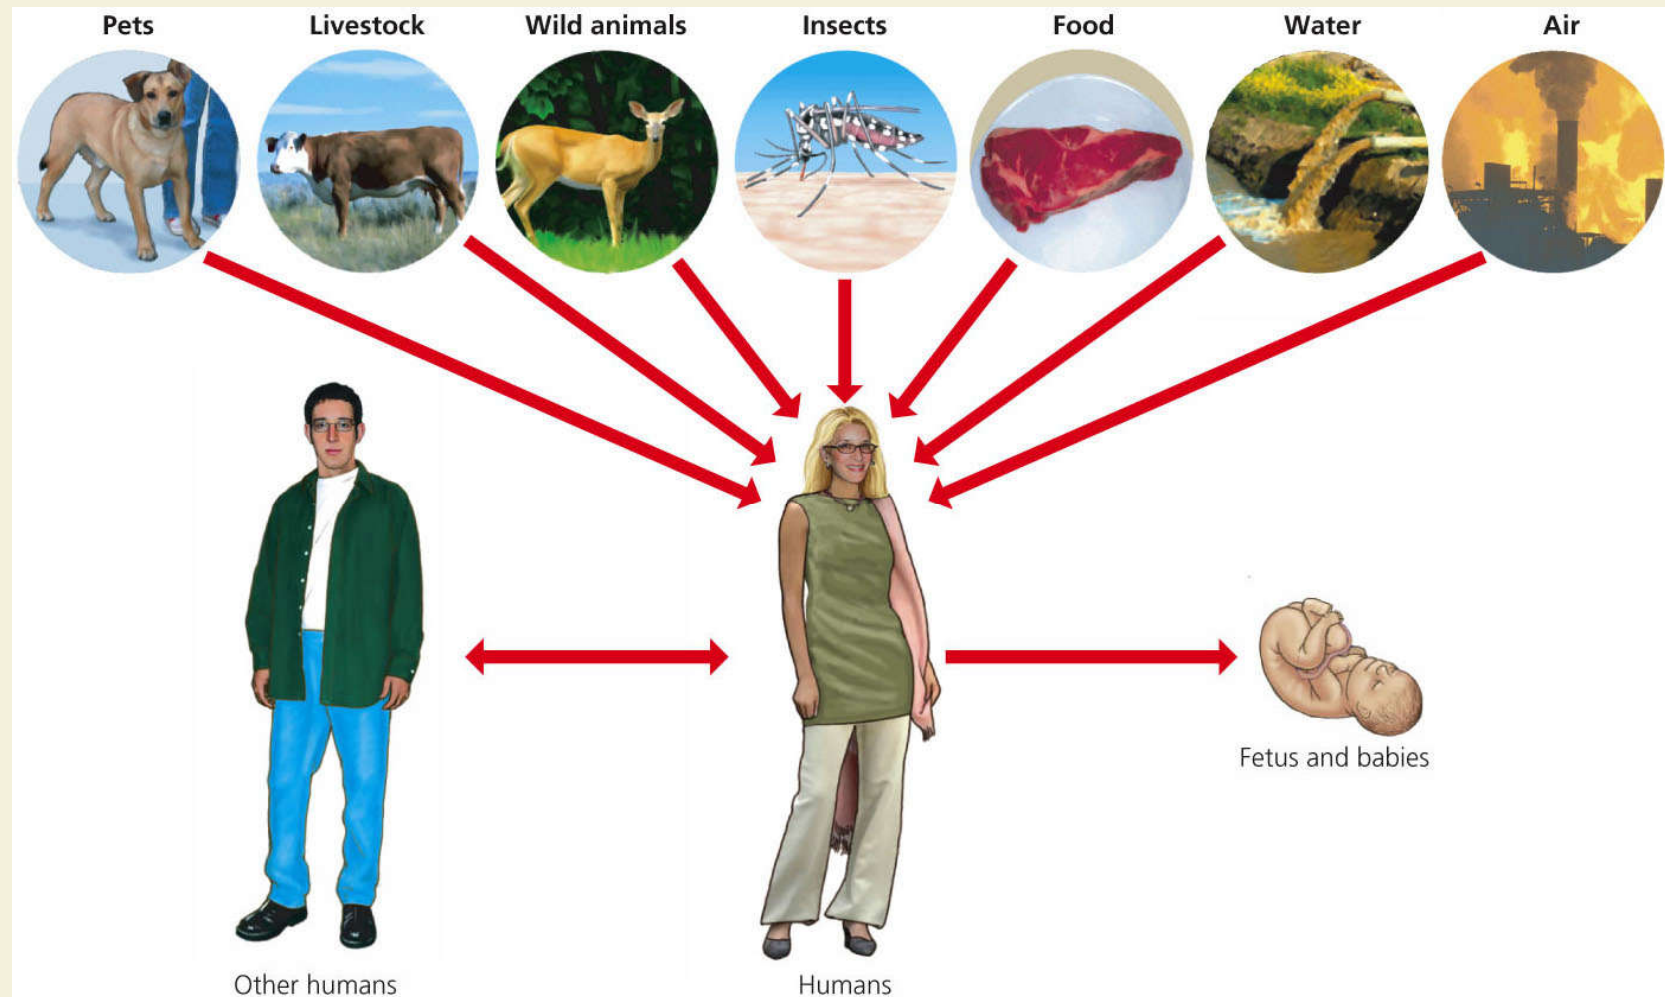 Pets
Livestock
Wild animals
Insects
Food
Water
Air
Fetus and babies
Other humans
Humans